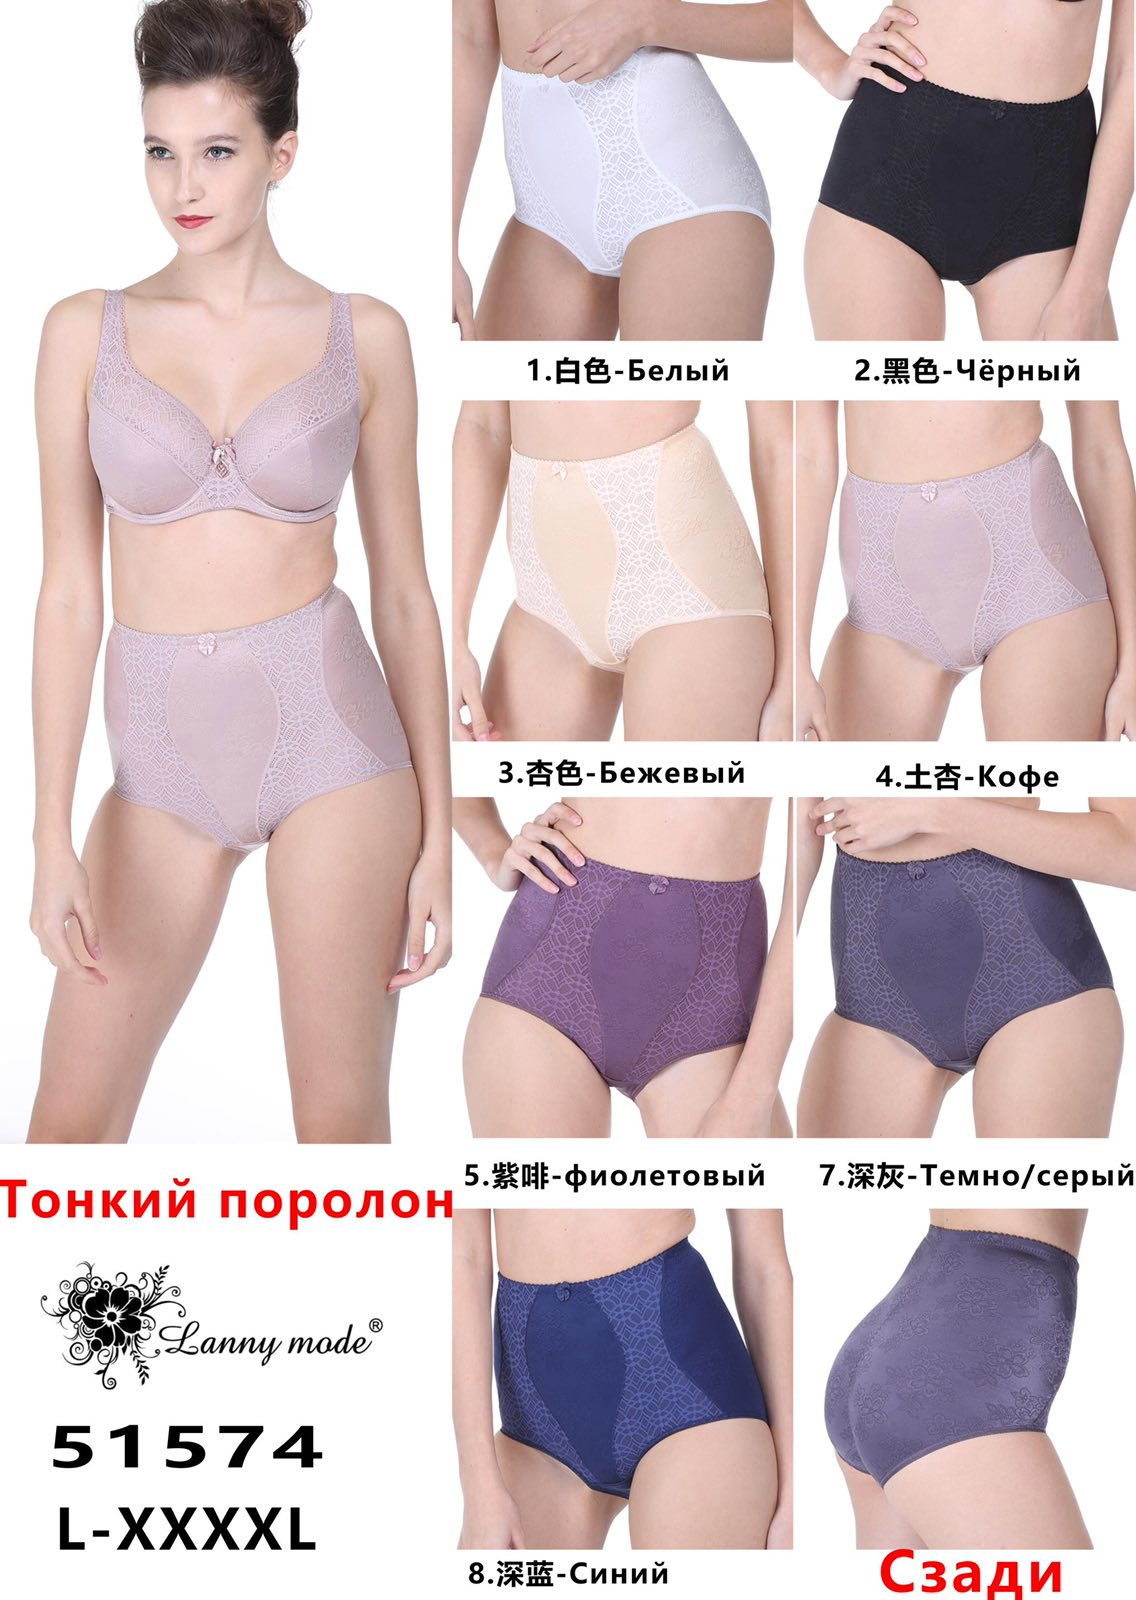 1.白色-Белый
2.黑色-Чёрный
3.杏色-Бежевый
4.土杏-Кофе
5.紫啡-фиолетовый
7.深灰-Темно/серый
Тонкий поролон
Lanny mode®
51574
L-XXXXL
8.深蓝-Синий
Сзади